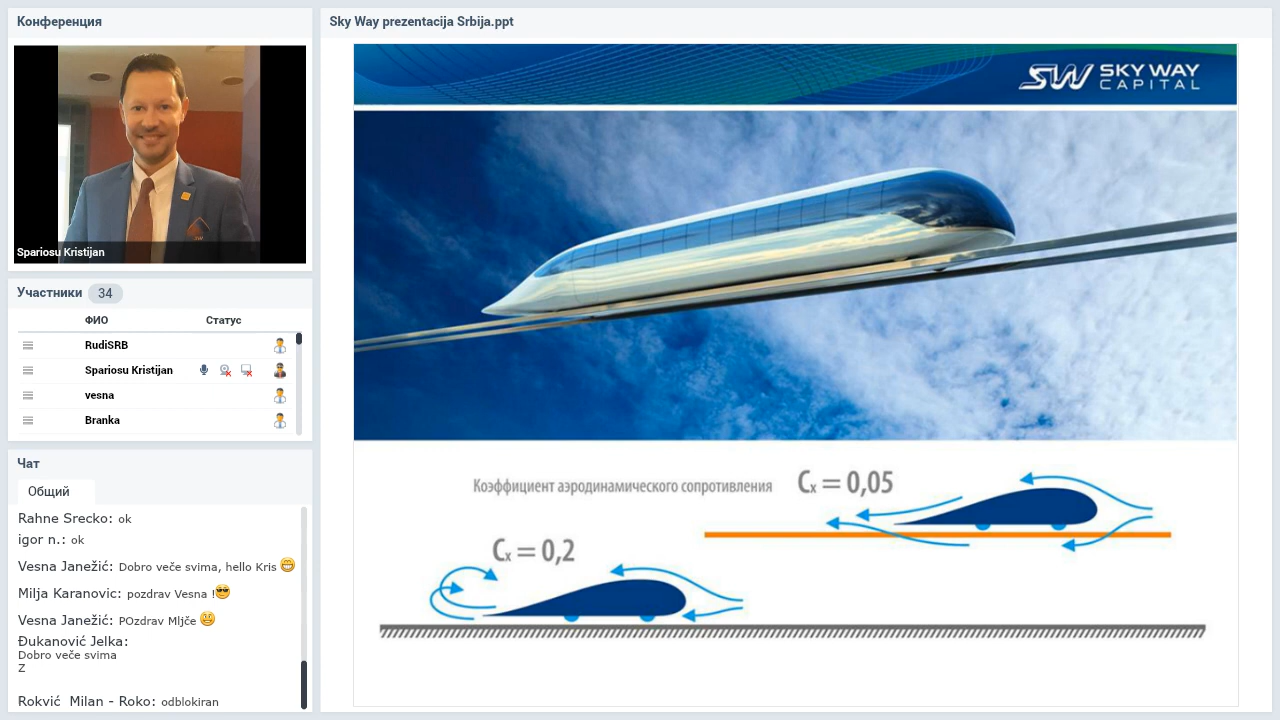 Конференция
Spariosu Kristijan
Участники 34
ФИО Статус
RudiSRB
Spariosu Kristijan
vesna
Branka
Чат
Общий
Rahne Srecko: ok
igor n.: ok
Vesna Janežić: Dobro veče svima, hello Kris
Milja Karanovic: pozdrav Vesna !
Vesna Janežić: POzdrav Mljče
Đukanović Jelka:
Dobro veče svima
Z
Rokvić Milan - Roko: odblokiran
Sky Way prezentacija Srbija.ppt
SW SKY WAY
CAPITAL
Коэффициент аэродинамического сопротивления
Cx = 0,05
Cx = 0,2